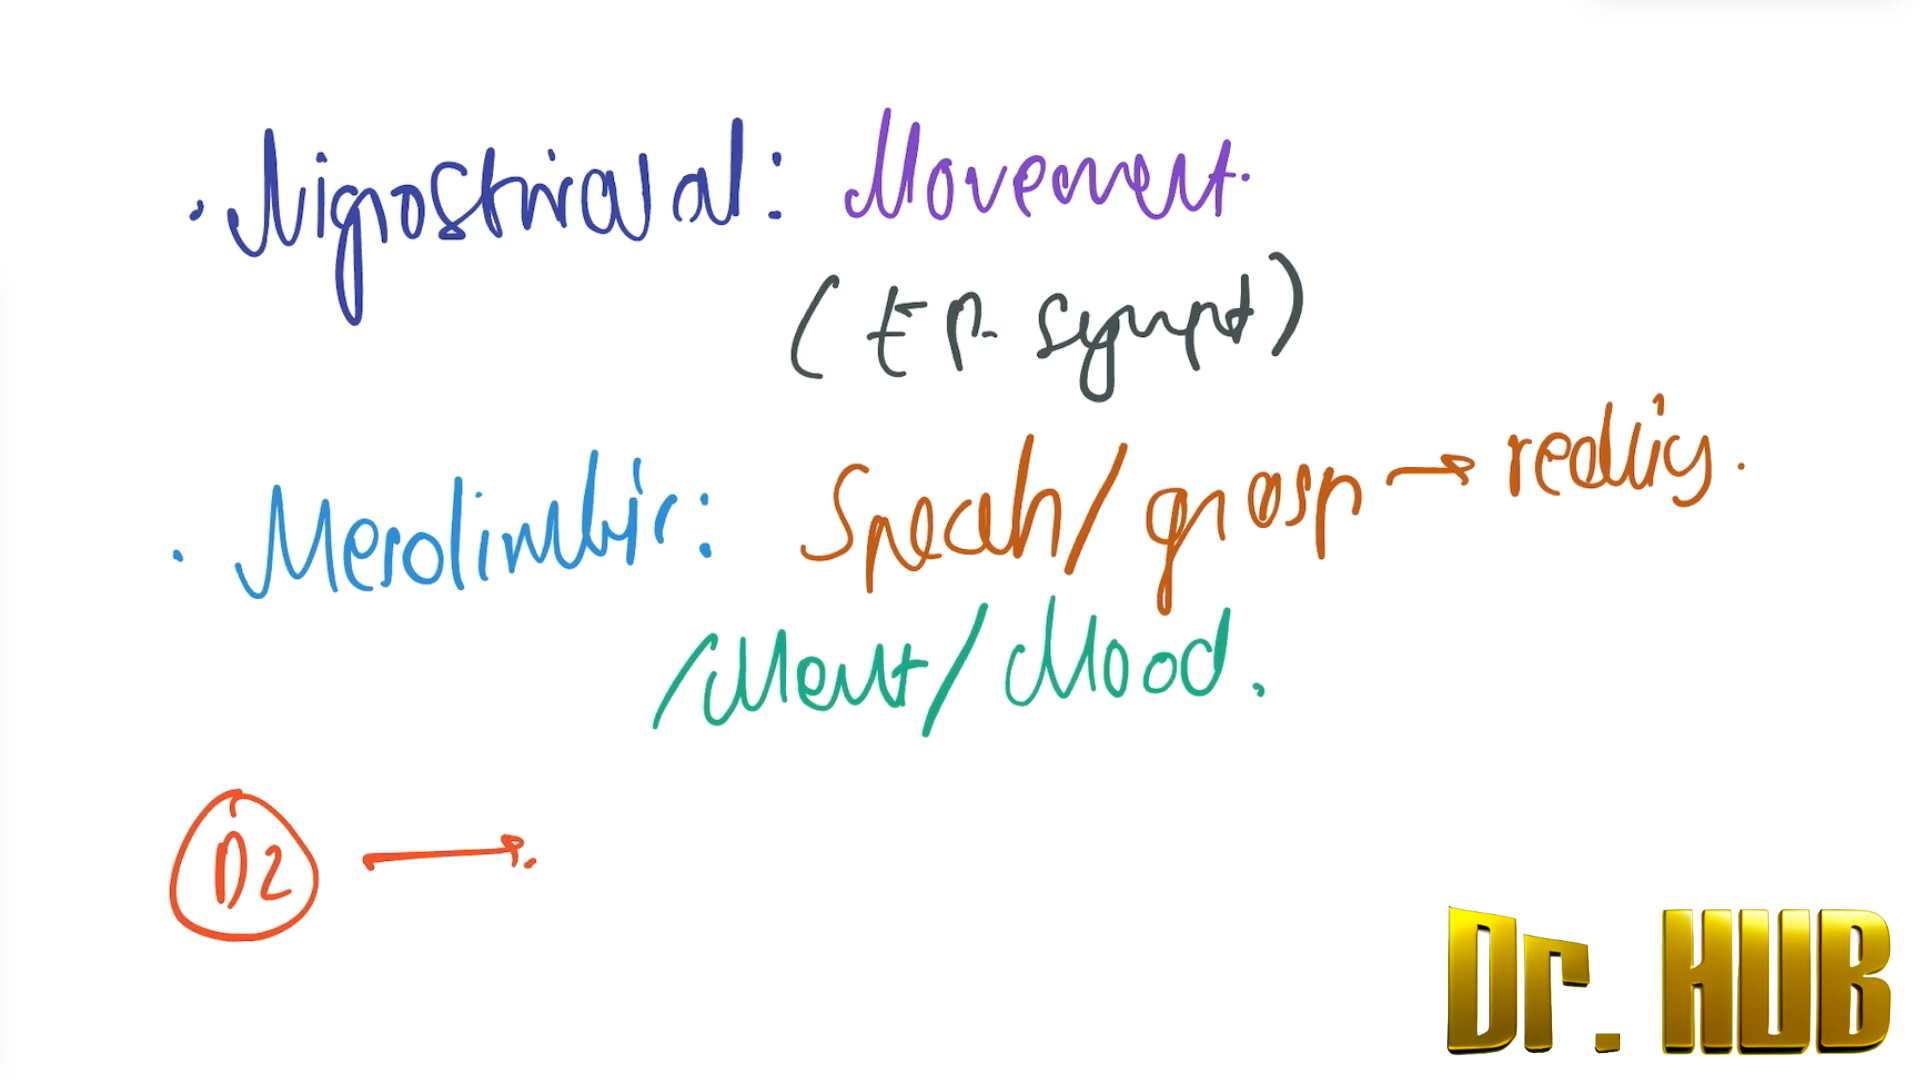 · Nigrostriatal : Movement.
(EP. sympt)
· Mesolimbic : Speech/grasp → reality.
/Ment/Mood.
D2 →.
Dr. HUB